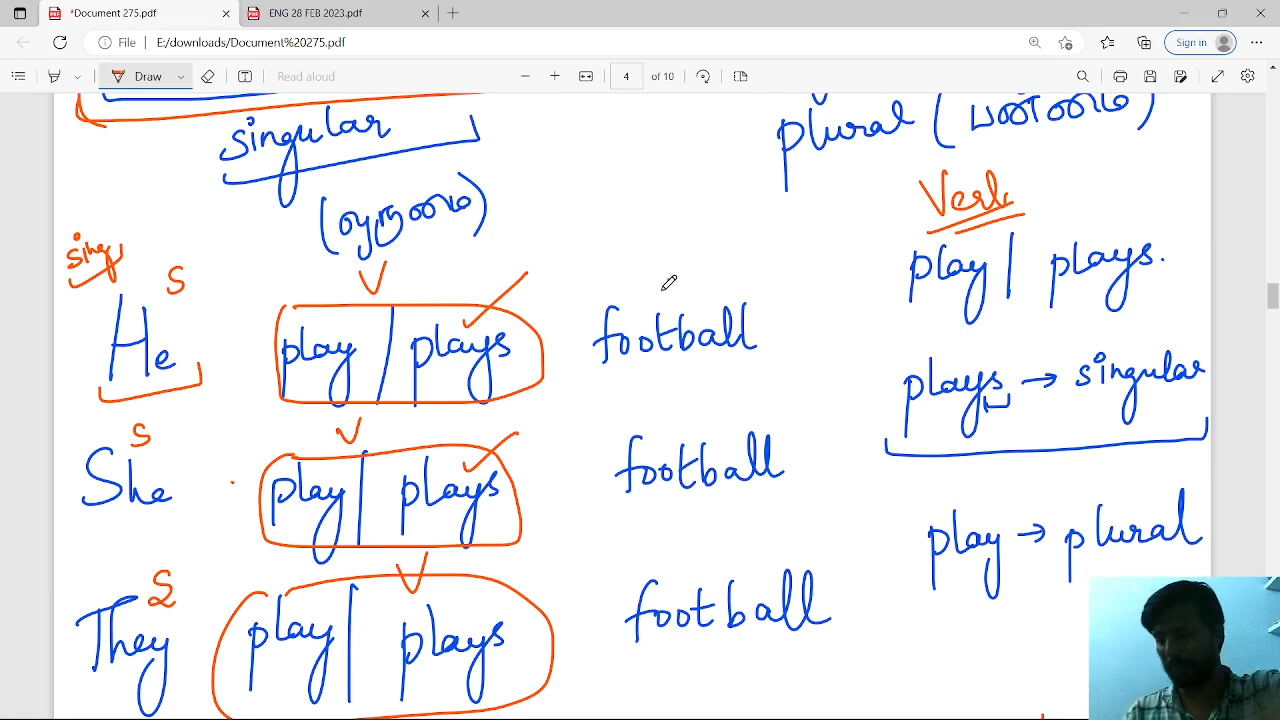 *Document 275.pdf
ENG 28 FEB 2023.pdf
File E:/downloads/Document%20275.pdf
Sign in
Draw
Read aloud
4 of 10
singular
plural (
sing
Verb
play | plays.
He S play / plays V football
plays → singular
She S play | plays V football
play → plural
They S play | plays V football